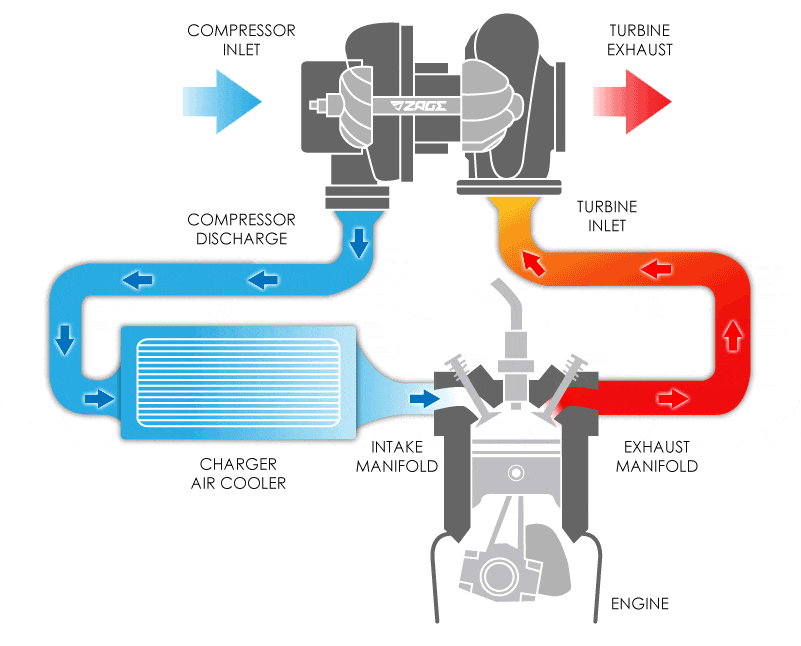 COMPRESSOR
INLET
TURBINE
EXHAUST
ZAGE
COMPRESSOR
DISCHARGE
TURBINE
INLET
INTAKE
MANIFOLD
EXHAUST
MANIFOLD
CHARGER
AIR COOLER
ENGINE